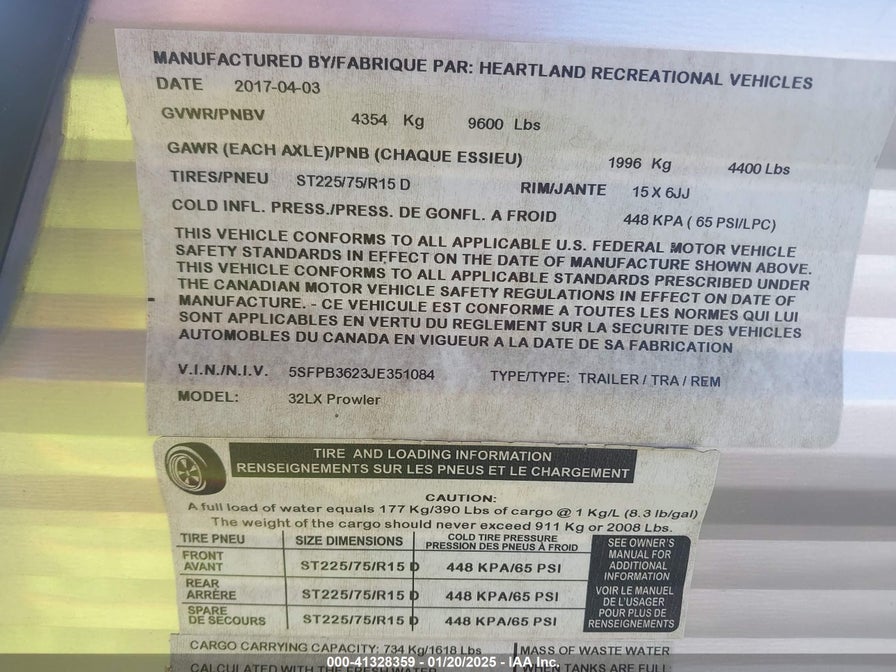 MANUFACTURED BY/FABRIQUE PAR: HEARTLAND RECREATIONAL VEHICLES
DATE 2017-04-03
GVWR/PNBV 4354 Kg 9600 Lbs
GAWR (EACH AXLE)/PNB (CHAQUE ESSIEU) 1996 Kg 4400 Lbs
TIRES/PNEU ST225/75/R15 D RIM/JANTE 15 X 6JJ
COLD INFL. PRESS./PRESS. DE GONFL. A FROID 448 KPA ( 65 PSI/LPC)
THIS VEHICLE CONFORMS TO ALL APPLICABLE U.S. FEDERAL MOTOR VEHICLE
SAFETY STANDARDS IN EFFECT ON THE DATE OF MANUFACTURE SHOWN ABOVE.
THIS VEHICLE CONFORMS TO ALL APPLICABLE STANDARDS PRESCRIBED UNDER
THE CANADIAN MOTOR VEHICLE SAFETY REGULATIONS IN EFFECT ON DATE OF
MANUFACTURE. - CE VEHICULE EST CONFORME A TOUTES LES NORMES QUI LUI
SONT APPLICABLES EN VERTU DU REGLEMENT SUR LA SECURITE DES VEHICLES
AUTOMOBILES DU CANADA EN VIGUEUR A LA DATE DE SA FABRICATION
V.I.N./N.I.V. 5SFPB3623JE351084 TYPE/TYPE: TRAILER / TRA / REM
MODEL: 32LX Prowler
TIRE AND LOADING INFORMATION
RENSEIGNEMENTS SUR LES PNEUS ET LE CHARGEMENT
CAUTION:
A full load of water equals 177 Kg/390 Lbs of cargo @ 1 Kg/L (8.3 lb/gal)
The weight of the cargo should never exceed 911 Kg or 2008 Lbs.
TIRE PNEU SIZE DIMENSIONS COLD TIRE PRESSURE
PRESSION DES PNEUS À FROID
FRONT
AVANT ST225/75/R15 D 448 KPA/65 PSI
REAR
ARRÈRE ST225/75/R15 D 448 KPA/65 PSI
SPARE
DE SECOURS ST225/75/R15 D 448 KPA/65 PSI
SEE OWNER'S
MANUAL FOR
ADDITIONAL
INFORMATION
VOIR LE MANUEL
DE L'USAGER
POUR PLUS DE
RENSEIGNEMENTS
CARGO CARRYING CAPACITY: 734 Kg/1618 Lbs
CALCULATED WITH THE FRESH WATER
MASS OF WASTE WATER
WHEN TANKS ARE FULL:
000-41328359 - 01/20/2025 - IAA Inc.